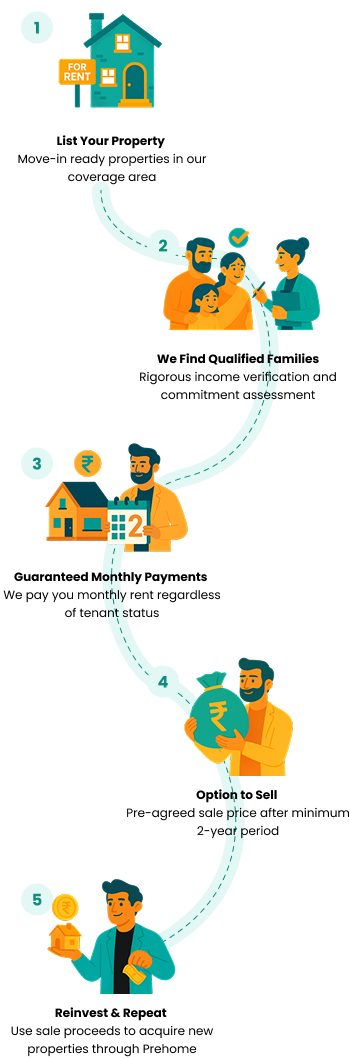 1
FOR
RENT
List Your Property
Move-in ready properties in our
coverage area
2
We Find Qualified Families
Rigorous income verification and
commitment assessment
3
₹
2
Guaranteed Monthly Payments
We pay you monthly rent regardless
of tenant status
4
₹
Option to Sell
Pre-agreed sale price after minimum
2-year period
5
₹
Reinvest & Repeat
Use sale proceeds to acquire new
properties through Prehome